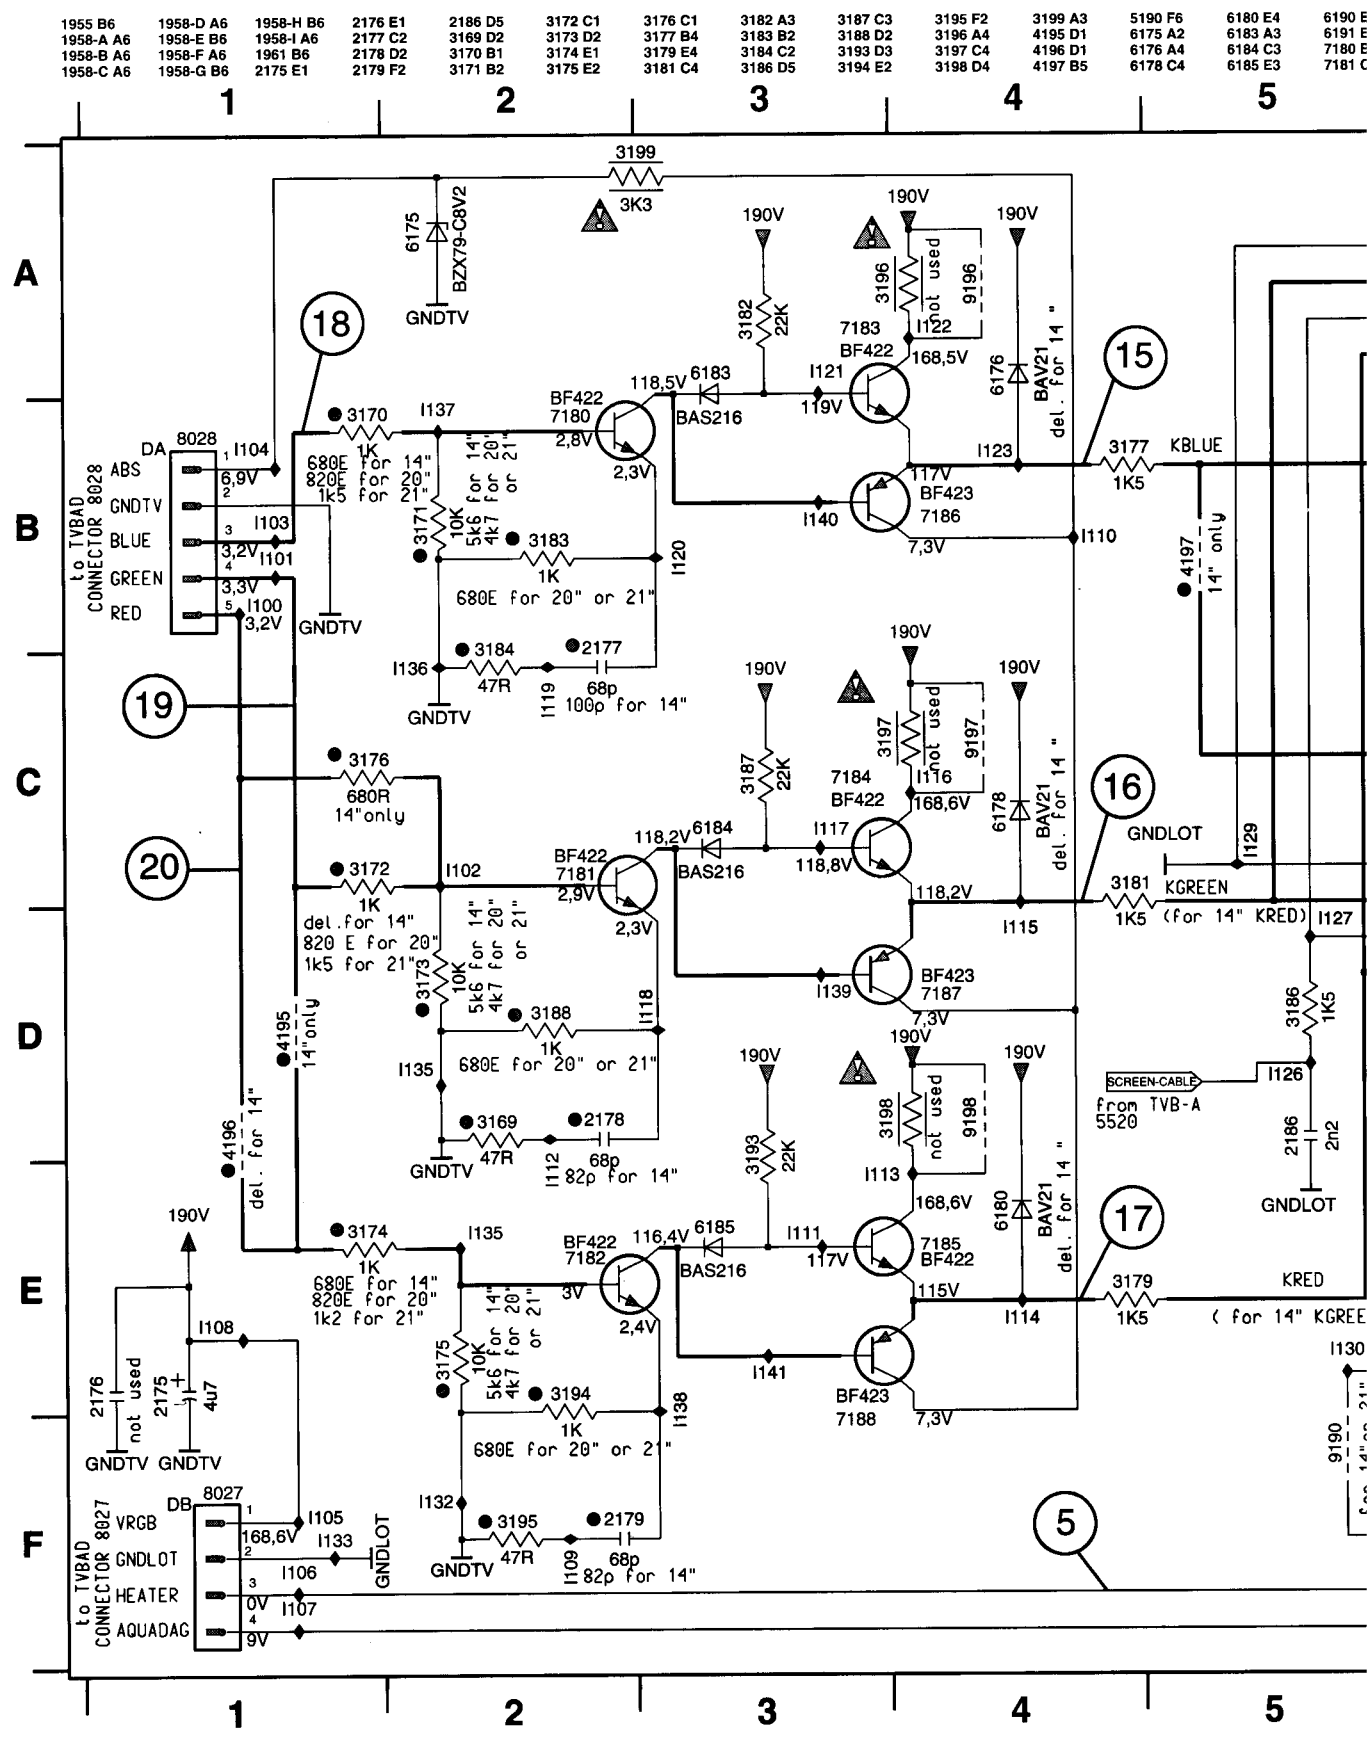 1955 B6 1958-D A6 1958-H B6 2176 E1 2186 D5 3172 C1 3176 C1 3182 A3 3187 C3 3195 F2 3199 A3 5190 F6 6180 E4 6190 E
1958-A A6 1958-E B6 1958-I A6 2177 C2 3169 D2 3173 D2 3177 B4 3183 B2 3188 D2 3196 A4 4195 D1 6175 A2 6183 A3 6191 E
1958-B A6 1958-F A6 1961 B6 2178 D2 3170 B1 3174 E1 3179 E4 3184 C2 3193 D3 3197 C4 4196 D1 6176 A4 6184 C3 7180 B
1958-C A6 1958-G B6 2175 E1 2179 F2 3171 B2 3175 E2 3181 C4 3186 D5 3194 E2 3198 D4 4197 B5 6178 C4 6185 E3 7181 C
1 2 3 4 5
A
3199
3K3
6175
BZX79-C8V2
GNDTV
18
190V
3182
22K
190V
3196
not used
9196
I122
7183
BF422
168,5V
190V
6176
BAV21
del. for 14 "
15
118,5V
6183
BAS216
I121
119V
B
BF422
7180
2,8V
2,3V
3170
1K
680E for 14"
820E for 20"
1k5 for 21"
I137
3171
10K
5k6 for 14"
4k7 for 20"
or 21"
DA 8028
to TVBAD
CONNECTOR 8028
ABS 1 I104
6,9V
GNDTV 2
BLUE 3 I103
3,2V
GREEN 4 I101
3,3V
RED 5 I100
3,2V
GNDTV
3183
1K
680E for 20" or 21"
I120
I140
117V
BF423
7186
7,3V
I123
I110
3177
1K5
KBLUE
4197
14" only
I136
3184
47R
I119
2177
68p
100p for 14"
GNDTV
C
19
20
3176
680R
14"only
3172
1K
del.for 14"
820 E for 20"
1k5 for 21"
I102
3173
10K
5k6 for 14"
4k7 for 20"
or 21"
BF422
7181
2,9V
2,3V
118,2V
6184
BAS216
190V
3187
22K
I117
118,8V
190V
3197
not used
9197
I116
7184
BF422
168,6V
190V
6178
BAV21
del. for 14 "
16
118,2V
I115
3181
1K5
GNDLOT
I129
KGREEN
(for 14" KRED)
I127
D
4195
14"only
4196
del. for 14"
3188
1K
680E for 20" or 21"
I118
I139
BF423
7187
7,3V
I135
3169
47R
I112
2178
68p
82p for 14"
GNDTV
190V
3193
22K
190V
3198
not used
9198
I113
168,6V
190V
6180
BAV21
del. for 14 "
3186
1K5
SCREEN-CABLE
I126
from TVB-A
5520
2186
2n2
GNDLOT
17
E
190V
I108
2176
not used
2175
4u7
+
GNDTV GNDTV
3174
1K
680E for 14"
820E for 20"
1k2 for 21"
I135
3175
10K
5k6 for 14"
4k7 for 20"
or 21"
BF422
7182
3V
2,4V
116,4V
6185
BAS216
I111
117V
7185
BF422
115V
I114
3179
1K5
KRED
( for 14" KGREE
I141
BF423
7188
7,3V
I130
9190
3194
1K
680E for 20" or 21"
I138
F
I132
3195
47R
I109
2179
68p
82p for 14"
GNDTV
DB 8027
to TVBAD
CONNECTOR 8027
VRGB 1 I105
168,6V
GNDLOT 2 I133
GNDLOT
HEATER 3 I106
0V
AQUADAG 4 I107
9V
5
1 2 3 4 5